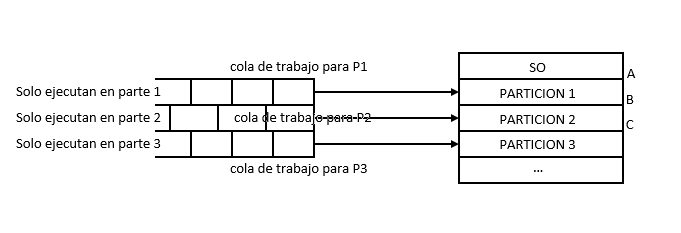 cola de trabajo para P1
SO
A
Solo ejecutan en parte 1
PARTICION 1
B
Solo ejecutan en parte 2
cola de trabajo para P2
PARTICION 2
C
Solo ejecutan en parte 3
PARTICION 3
cola de trabajo para P3
...